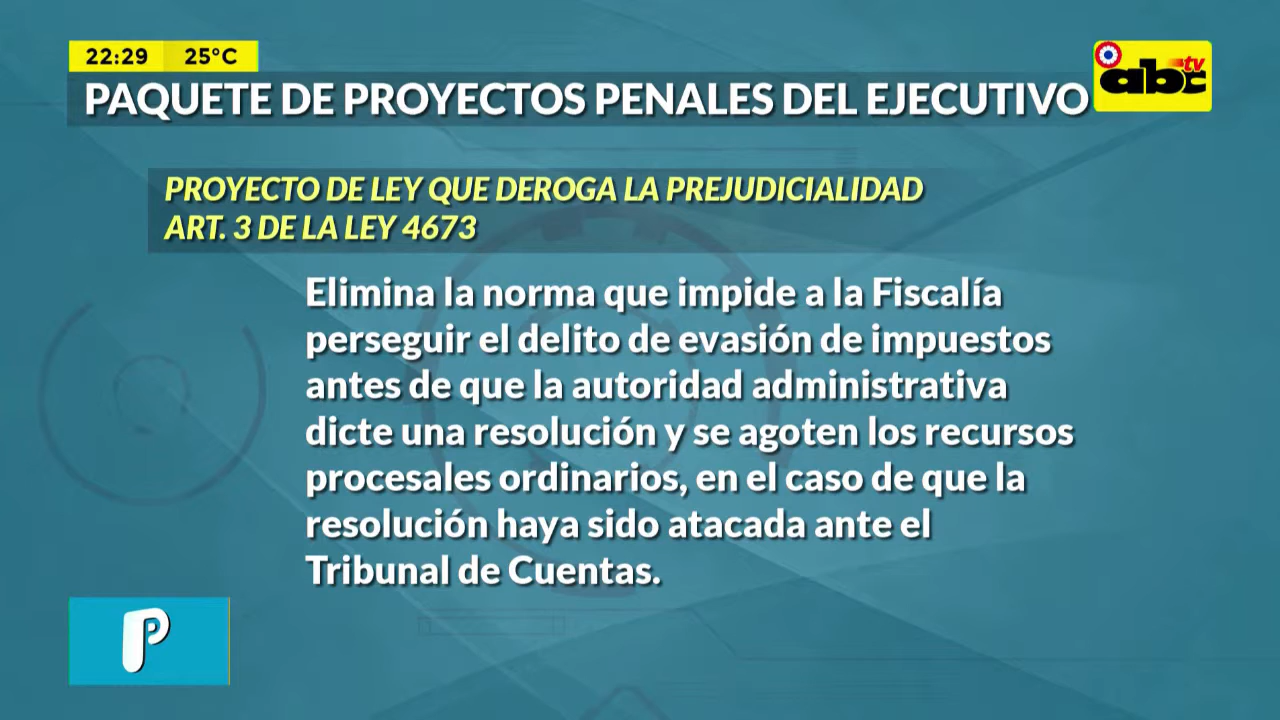 22:29 25°C
abc tv
PAQUETE DE PROYECTOS PENALES DEL EJECUTIVO
PROYECTO DE LEY QUE DEROGA LA PREJUDICIALIDAD
ART. 3 DE LA LEY 4673
Elimina la norma que impide a la Fiscalía
perseguir el delito de evasión de impuestos
antes de que la autoridad administrativa
dicte una resolución y se agoten los recursos
procesales ordinarios, en el caso de que la
resolución haya sido atacada ante el
Tribunal de Cuentas.
P